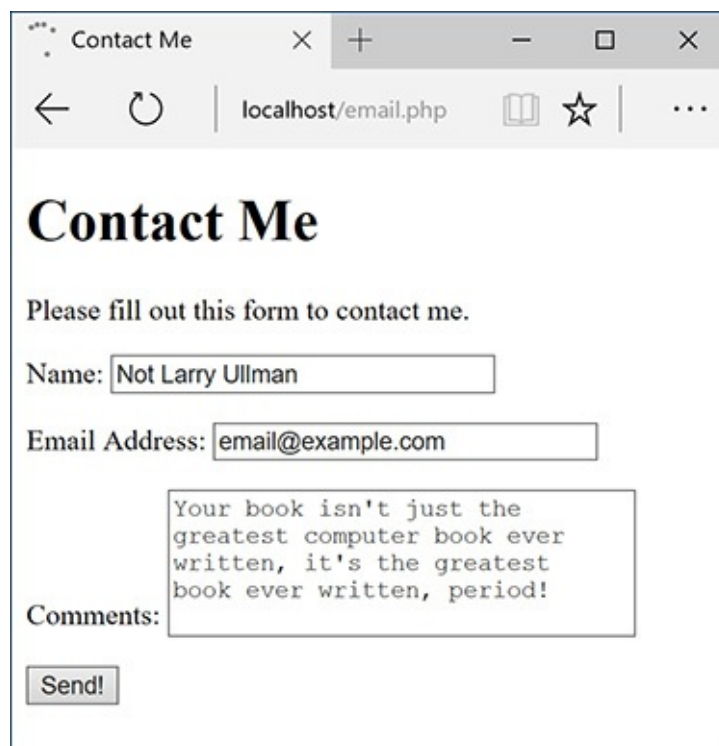 Contact Me
localhost/email.php
Contact Me
Please fill out this form to contact me.
Name: Not Larry Ullman
Email Address: email@example.com
Comments: Your book isn't just the
greatest computer book ever
written, it's the greatest
book ever written, period!
Send!